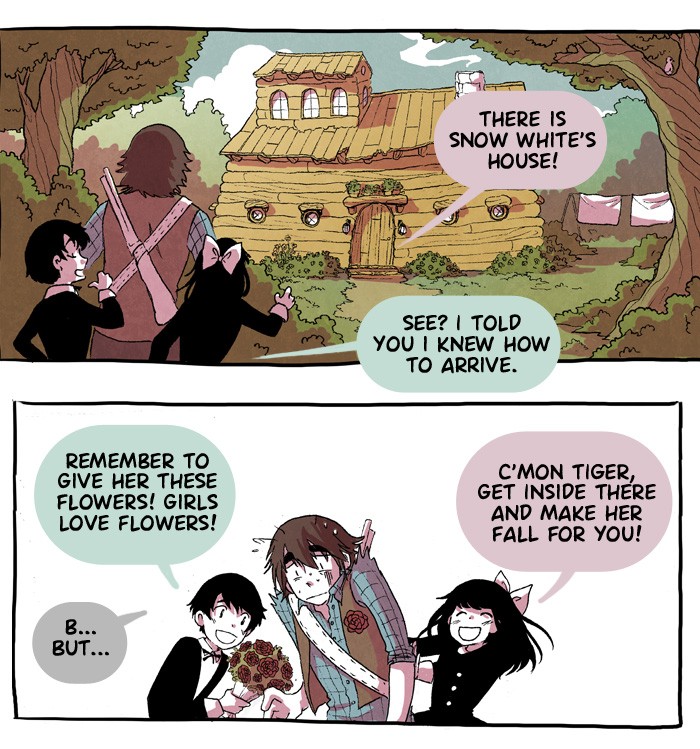 THERE IS
SNOW WHITE'S
HOUSE!
SEE? I TOLD
YOU I KNEW HOW
TO ARRIVE.
REMEMBER TO
GIVE HER THESE
FLOWERS! GIRLS
LOVE FLOWERS!
C'MON TIGER,
GET INSIDE THERE
AND MAKE HER
FALL FOR YOU!
B...
BUT...